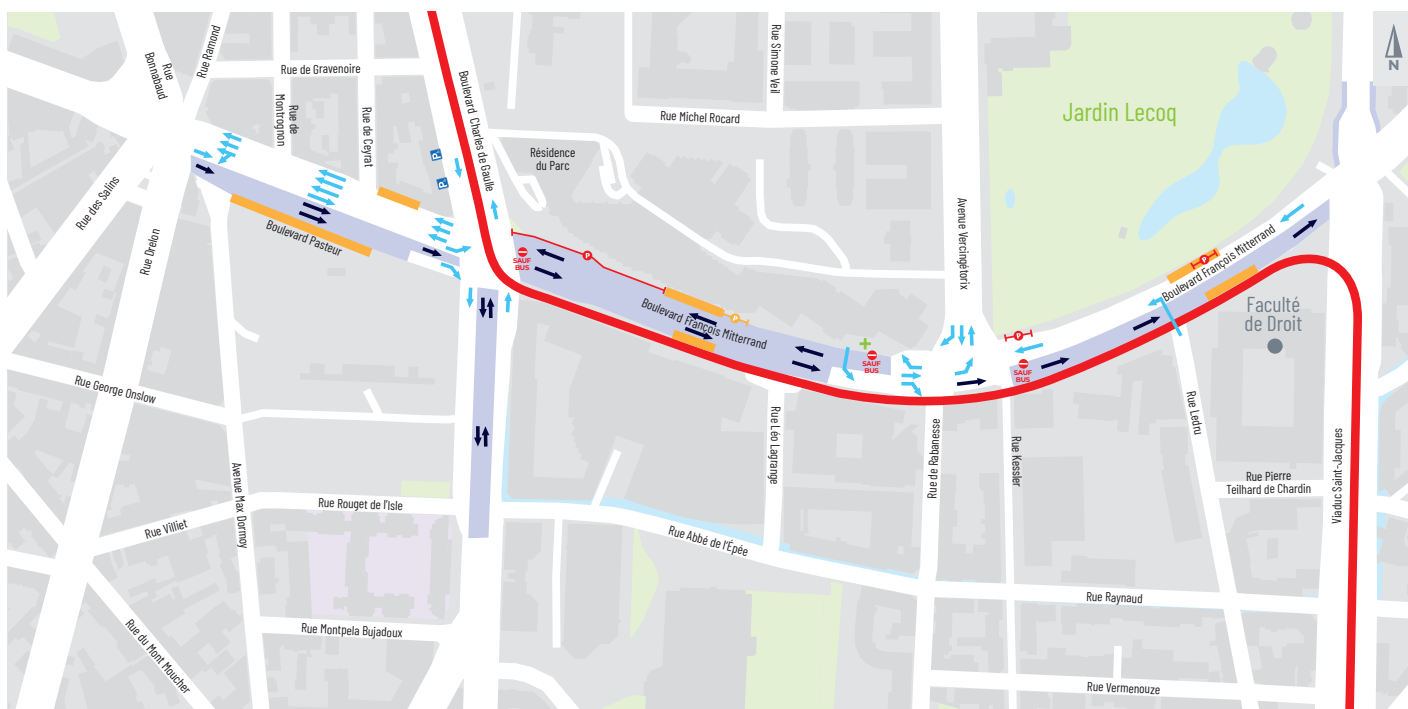 Rue
Bonnabaud
Rue Ramond
Rue de Gravenoire
Rue de
Montrognon
Rue de Ceyrat
Boulevard Charles de Gaulle
Rue Simone Veil
Rue Michel Rocard
Résidence
du Parc
Jardin Lecoq
N
P
P
Rue des Salins
Rue Drelon
Boulevard Pasteur
SAUF
BUS
P
Boulevard François Mitterrand
P
Avenue Vercingétorix
SAUF
BUS
P
SAUF
BUS
P
Boulevard François Mitterrand
Faculté
de Droit
Rue George Onslow
Avenue Max Dormoy
Rue Villiet
Rue Rouget de l'Isle
Rue Léo Lagrange
Rue de Rabanesse
Rue Kessler
Rue Ledru
Rue Pierre
Teilhard de Chardin
Viaduc Saint-Jacques
Rue Abbé de l'Épée
Rue Raynaud
Rue Montpela Bujadoux
Rue du Mont Moucher
Rue Vermenouze